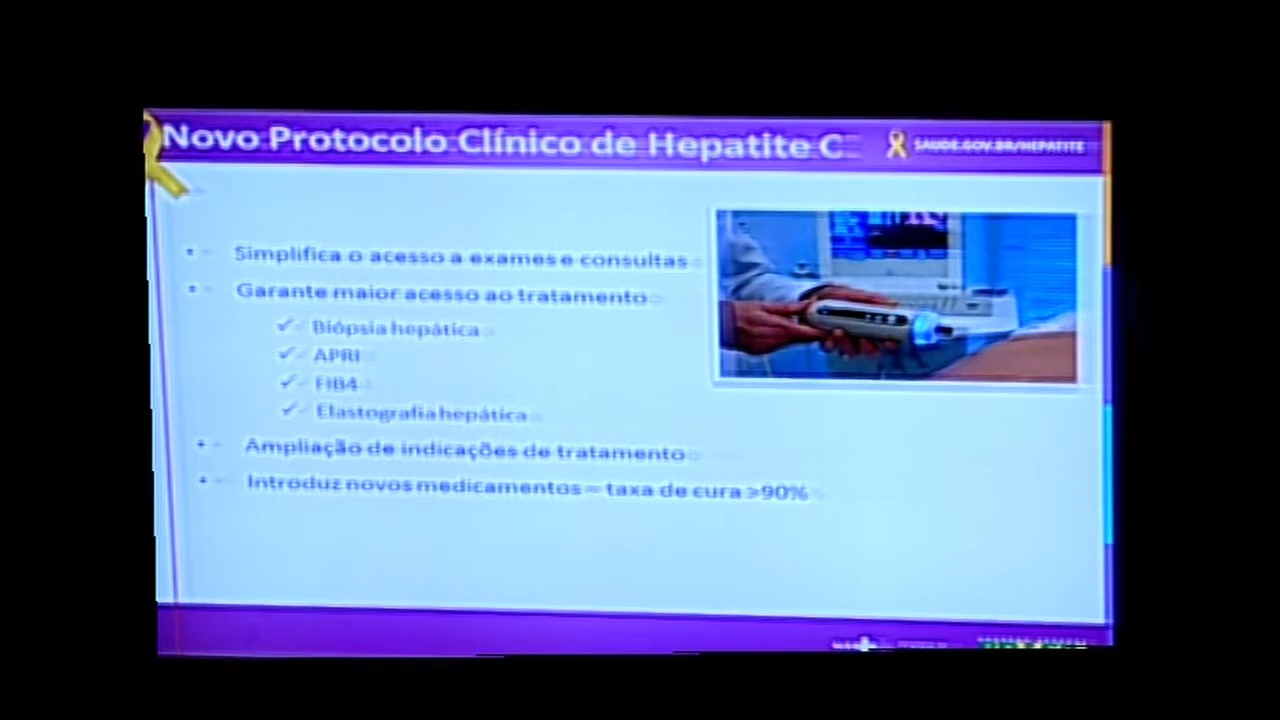 Novo Protocolo Clínico de Hepatite C
SAUDE.GOV.BR/HEPATITE
• Simplifica o acesso a exames e consultas
• Garante maior acesso ao tratamento
✓ Biópsia hepática
✓ APRI
✓ FIB4
✓ Elastografia hepática
• Ampliação de indicações de tratamento
• Introduz novos medicamentos – taxa de cura >90%